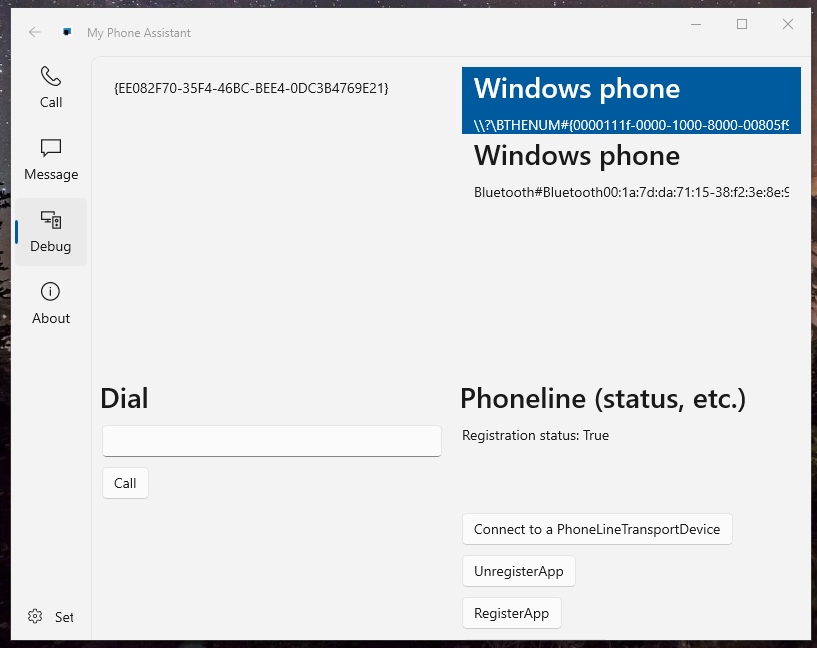 My Phone Assistant
Call
Message
Debug
About
Set
{EE082F70-35F4-46BC-BEE4-0DC3B4769E21}
Windows phone
\\?\BTHENUM#{0000111f-0000-1000-8000-00805f9
Windows phone
Bluetooth#Bluetooth00:1a:7d:da:71:15-38:f2:3e:8e:9
Dial
Call
Phoneline (status, etc.)
Registration status: True
Connect to a PhoneLineTransportDevice
UnregisterApp
RegisterApp